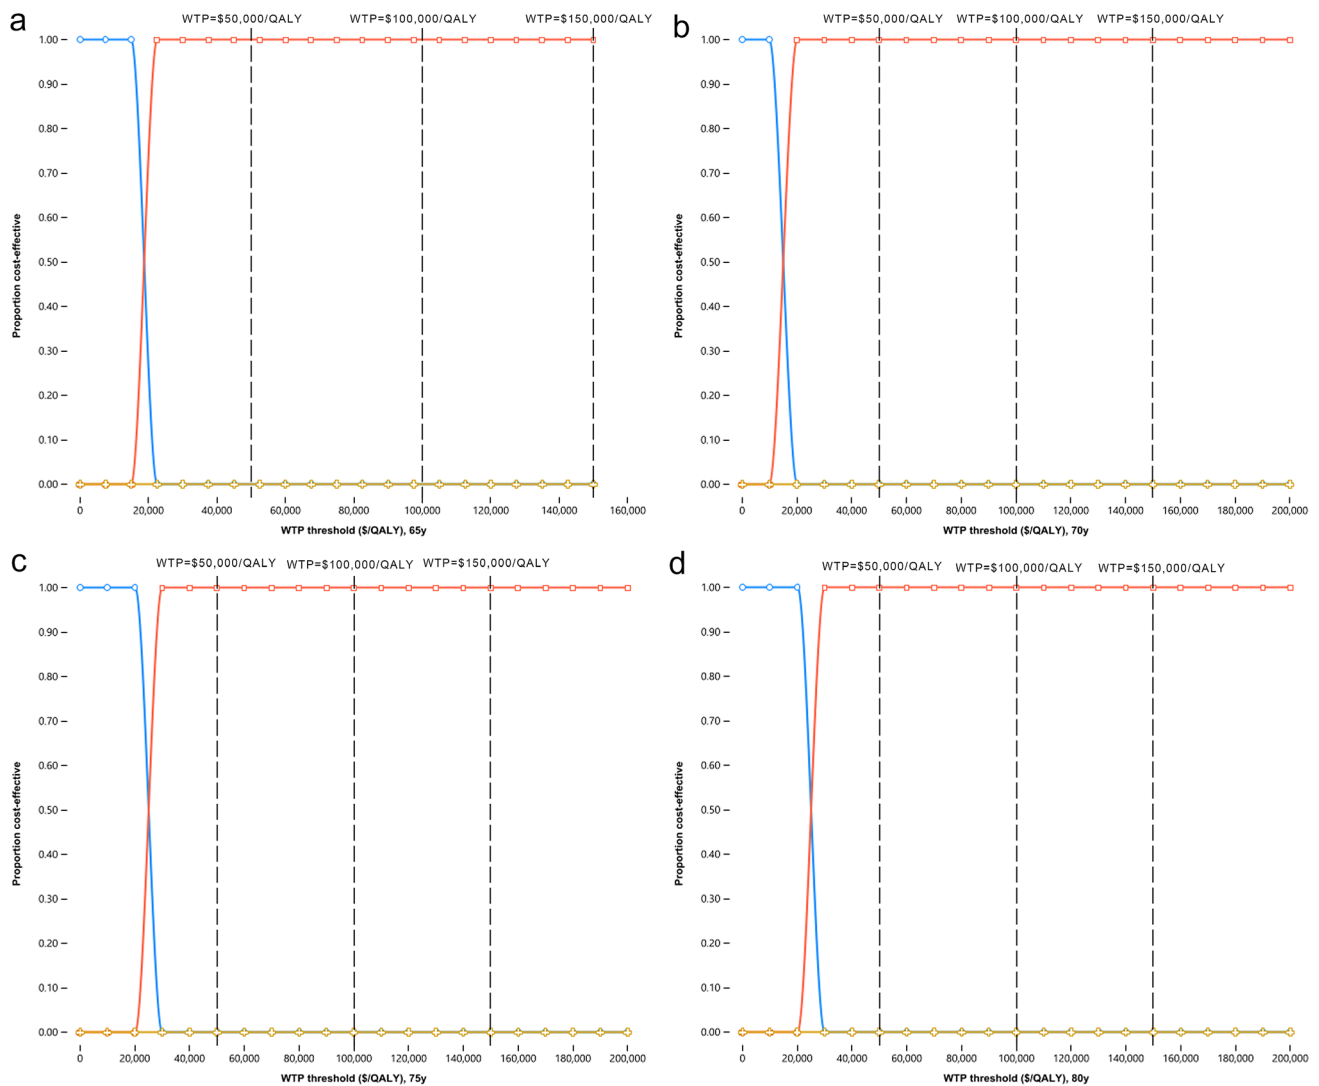 a
WTP=$50,000/QALY WTP=$100,000/QALY WTP=$150,000/QALY
1.00
0.90
0.80
0.70
0.60
0.50
0.40
0.30
0.20
0.10
0.00
Proportion cost-effective
0 20,000 40,000 60,000 80,000 100,000 120,000 140,000 160,000
WTP threshold ($/QALY), 65y
b
WTP=$50,000/QALY WTP=$100,000/QALY WTP=$150,000/QALY
1.00
0.90
0.80
0.70
0.60
0.50
0.40
0.30
0.20
0.10
0.00
Proportion cost-effective
0 20,000 40,000 60,000 80,000 100,000 120,000 140,000 160,000 180,000 200,000
WTP threshold ($/QALY), 70y
c
WTP=$50,000/QALY WTP=$100,000/QALY WTP=$150,000/QALY
1.00
0.90
0.80
0.70
0.60
0.50
0.40
0.30
0.20
0.10
0.00
Proportion cost-effective
0 20,000 40,000 60,000 80,000 100,000 120,000 140,000 160,000 180,000 200,000
WTP threshold ($/QALY), 75y
d
WTP=$50,000/QALY WTP=$100,000/QALY WTP=$150,000/QALY
1.00
0.90
0.80
0.70
0.60
0.50
0.40
0.30
0.20
0.10
0.00
Proportion cost-effective
0 20,000 40,000 60,000 80,000 100,000 120,000 140,000 160,000 180,000 200,000
WTP threshold ($/QALY), 80y